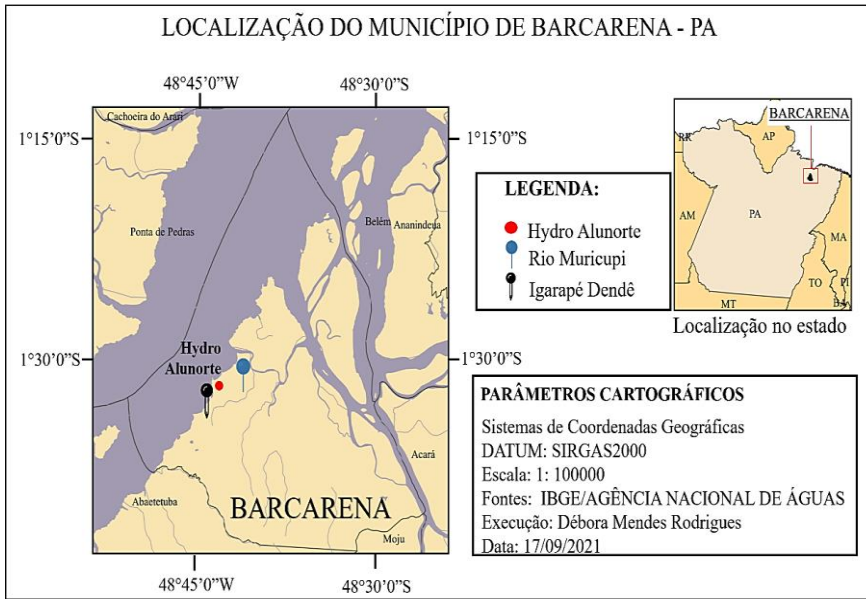 LOCALIZAÇÃO DO MUNICÍPIO DE BARCARENA - PA
48°45’0”W
48°30’0”S
Cachoeira do Arari
1°15’0”S
1°15’0”S
Ponta de Pedras
Belém
Ananindeua
Hydro
Alunorte
1°30’0”S
1°30’0”S
Acará
BARCARENA
Abaetetuba
Moju
48°45’0”W
48°30’0”S
LEGENDA:
Hydro Alunorte
Rio Muricupi
Igarapé Dendê
BARCARENA
RR
AP
AM
PA
MA
TO
PI
BA
MT
Localização no estado
PARÂMETROS CARTOGRÁFICOS
Sistemas de Coordenadas Geográficas
DATUM: SIRGAS2000
Escala: 1: 100000
Fontes: IBGE/AGÊNCIA NACIONAL DE ÁGUAS
Execução: Débora Mendes Rodrigues
Data: 17/09/2021